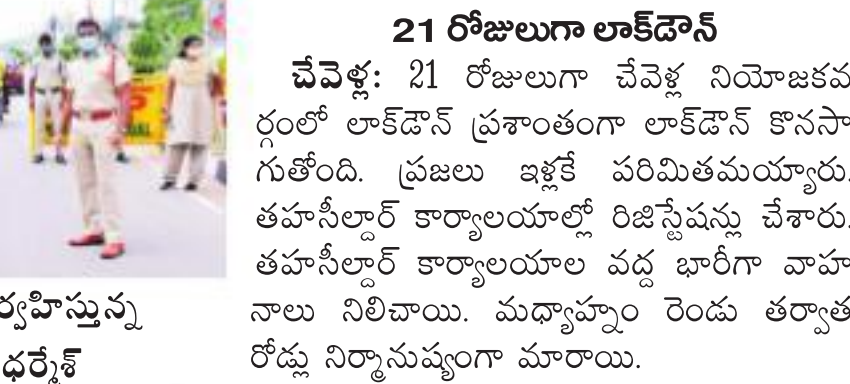 21 రోజులుగా లాక్‌డౌన్
చేవెళ్ల: 21 రోజులుగా చేవెళ్ల నియోజకవ
ర్గంలో లాక్‌డౌన్ ప్రశాంతంగా లాక్‌డౌన్ కొనసా
గుతోంది. ప్రజలు ఇళ్లకే పరిమితమయ్యారు.
తహసీల్దార్ కార్యాలయాల్లో రిజిస్టేషన్లు చేశారు.
తహసీల్దార్ కార్యాలయాల వద్ద భారీగా వాహ
నాలు నిలిచాయి. మధ్యాహ్నం రెండు తర్వాత
రోడ్లు నిర్మానుష్యంగా మారాయి.
ర్వహిస్తున్న
ధర్మేశ్